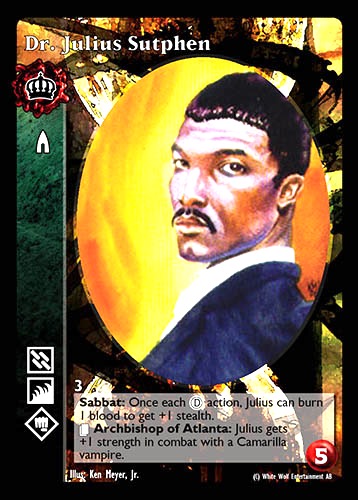 Dr. Julius Sutphen
3
Sabbat: Once each Ⓓ action, Julius can burn
1 blood to get +1 stealth.
Archbishop of Atlanta: Julius gets
+1 strength in combat with a Camarilla
vampire.
5
Illus: Ken Meyer, Jr.
(C) White Wolf Entertainment AB